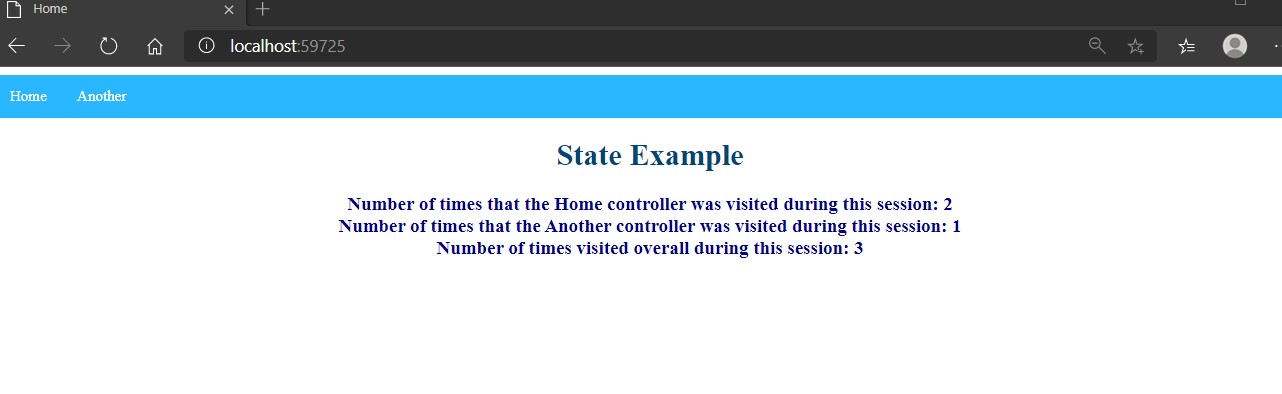 Home
localhost:59725
Home Another
State Example
Number of times that the Home controller was visited during this session: 2
Number of times that the Another controller was visited during this session: 1
Number of times visited overall during this session: 3